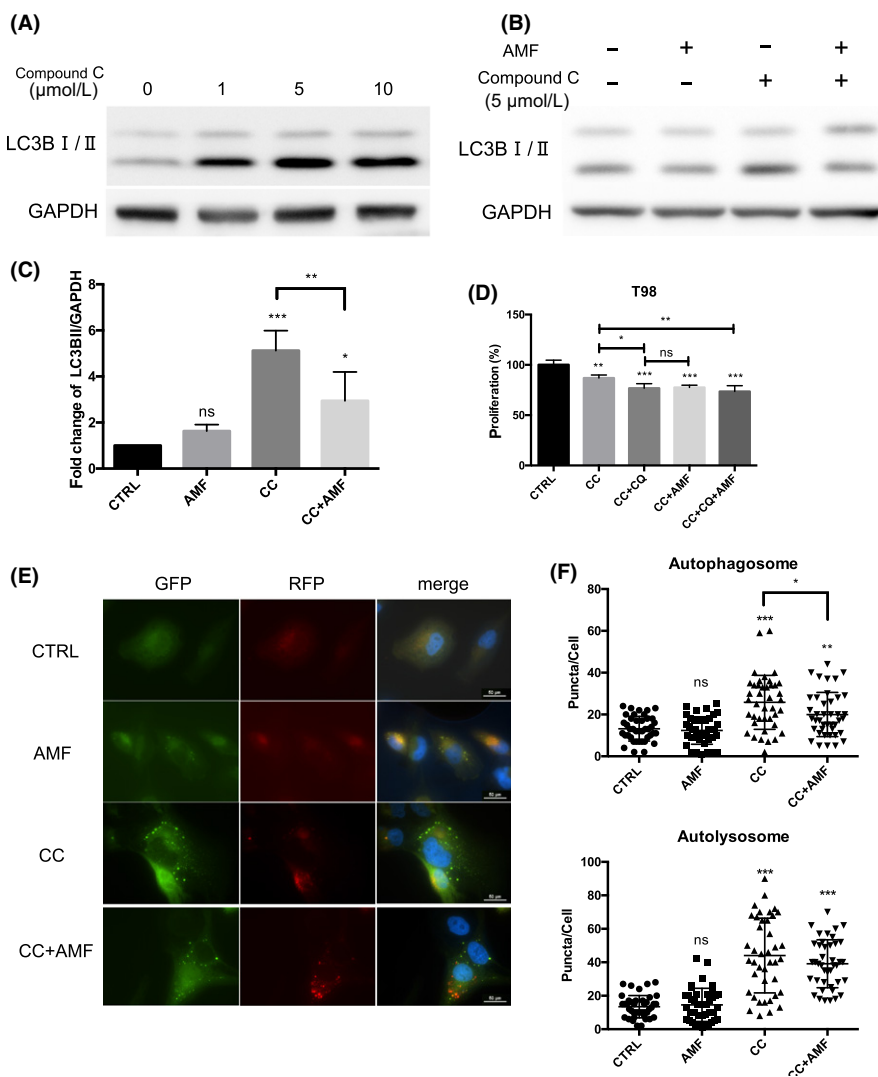 (A)
Compound C
(μmol/L)
0 1 5 10
LC3B Ⅰ / Ⅱ
GAPDH
(B)
AMF − + − +
Compound C − − + +
(5 μmol/L)
LC3B Ⅰ / Ⅱ
GAPDH
(C)
Fold change of LC3BII/GAPDH
8
6
4
2
0
ns
***
*
**
CTRL AMF CC CC+AMF
(D)
T98
Proliferation (%)
150
100
50
0
**
* ns
** *** *** ***
CTRL CC CC+CQ CC+AMF CC+CQ+AMF
(E)
GFP RFP merge
CTRL
AMF
CC
CC+AMF
(F)
Autophagosome
Puncta/Cell
80
60
40
20
0
*
ns *** **
CTRL AMF CC CC+AMF
Autolysosome
Puncta/Cell
100
80
60
40
20
0
ns *** ***
CTRL AMF CC CC+AMF